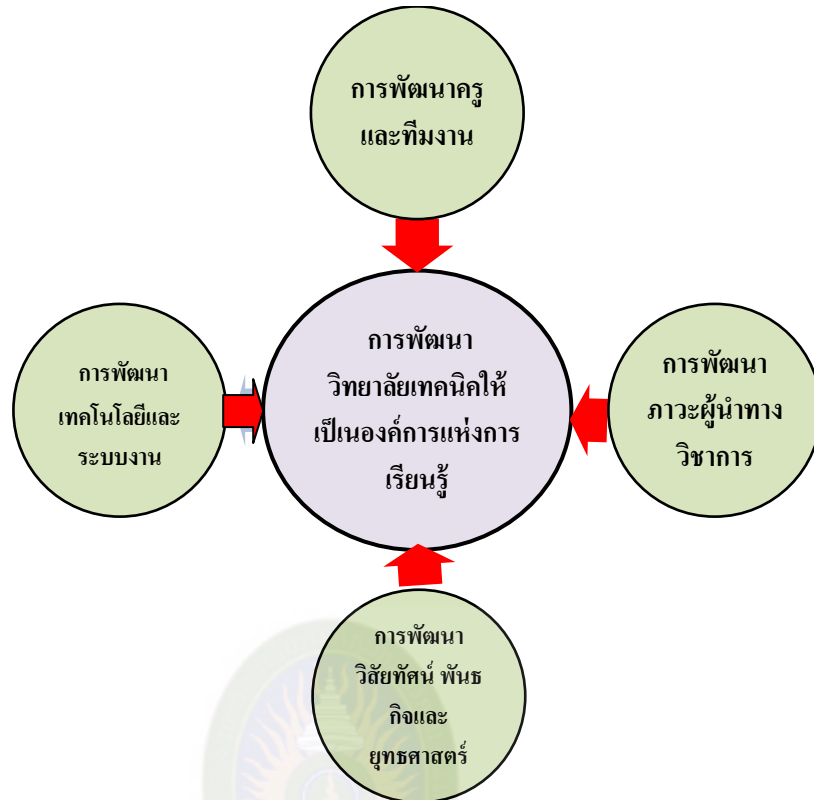 การพัฒนาครู
และทีมงาน
การพัฒนา
เทคโนโลยีและ
ระบบงาน
การพัฒนา
วิทยาลัยเทคนิคให้
เป็นองค์การแห่งการ
เรียนรู้
การพัฒนา
ภาวะผู้นำทาง
วิชาการ
การพัฒนา
วิสัยทัศน์ พันธ
กิจและ
ยุทธศาสตร์